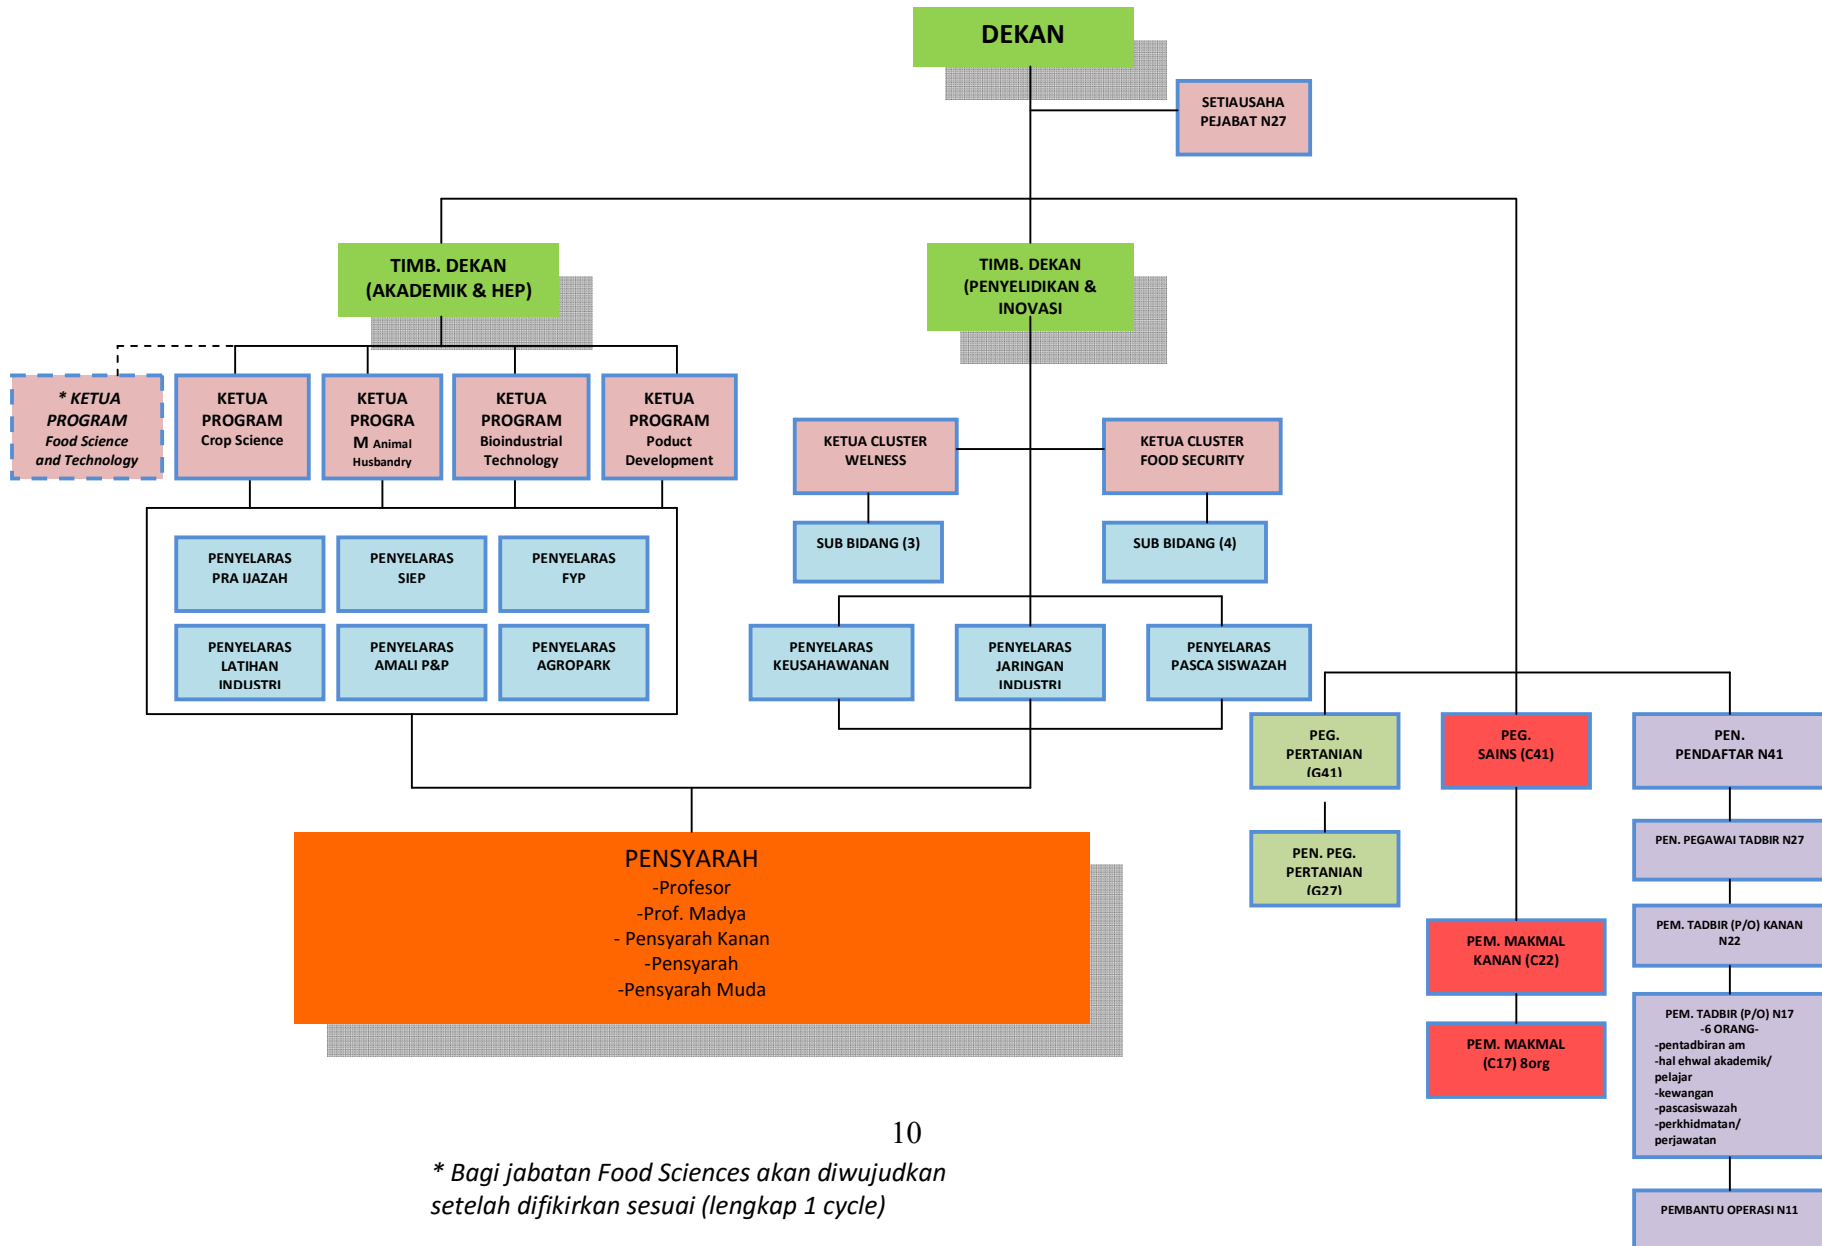 DEKAN
SETIAUSAHA
PEJABAT N27
TIMB. DEKAN
(AKADEMIK & HEP)
TIMB. DEKAN
(PENYELIDIKAN &
INOVASI
* KETUA
PROGRAM
Food Science
and Technology
KETUA
PROGRAM
Crop Science
KETUA
PROGRA
M Animal
Husbandry
KETUA
PROGRAM
Bioindustrial
Technology
KETUA
PROGRAM
Poduct
Development
KETUA CLUSTER
WELNESS
KETUA CLUSTER
FOOD SECURITY
SUB BIDANG (3)
SUB BIDANG (4)
PENYELARAS
PRA IJAZAH
PENYELARAS
SIEP
PENYELARAS
FYP
PENYELARAS
LATIHAN
INDUSTRI
PENYELARAS
AMALI P&P
PENYELARAS
AGROPARK
PENYELARAS
KEUSAHAWANAN
PENYELARAS
JARINGAN
INDUSTRI
PENYELARAS
PASCA SISWAZAH
PEG.
PERTANIAN
(G41)
PEG.
SAINS (C41)
PEN.
PENDAFTAR N41
PEN. PEG.
PERTANIAN
(G27)
PEN. PEGAWAI TADBIR N27
PEM. TADBIR (P/O) KANAN
N22
PEM. MAKMAL
KANAN (C22)
PEM. MAKMAL
(C17) 8org
PEM. TADBIR (P/O) N17
-6 ORANG-
-pentadbiran am
-hal ehwal akademik/
pelajar
-kewangan
-pascasiswazah
-perkhidmatan/
perjawatan
PEMBANTU OPERASI N11
PENSYARAH
-Profesor
-Prof. Madya
- Pensyarah Kanan
-Pensyarah
-Pensyarah Muda
10
* Bagi jabatan Food Sciences akan diwujudkan
setelah difikirkan sesuai (lengkap 1 cycle)